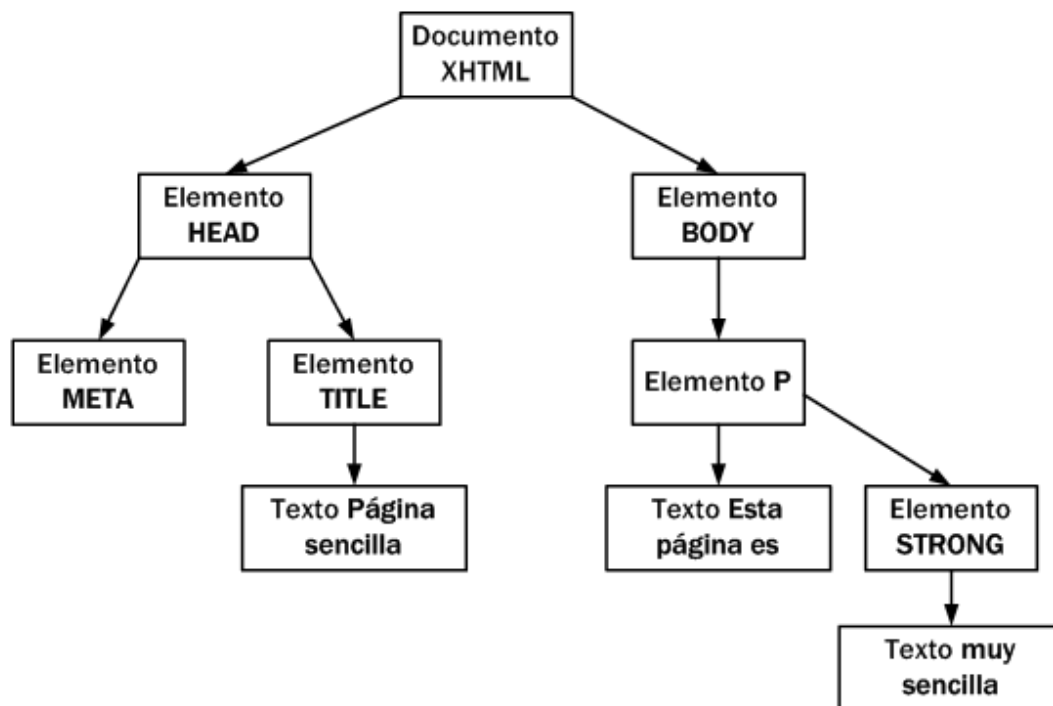 Documento
XHTML
Elemento
HEAD
Elemento
BODY
Elemento
META
Elemento
TITLE
Elemento P
Texto Página
sencilla
Texto Esta
página es
Elemento
STRONG
Texto muy
sencilla